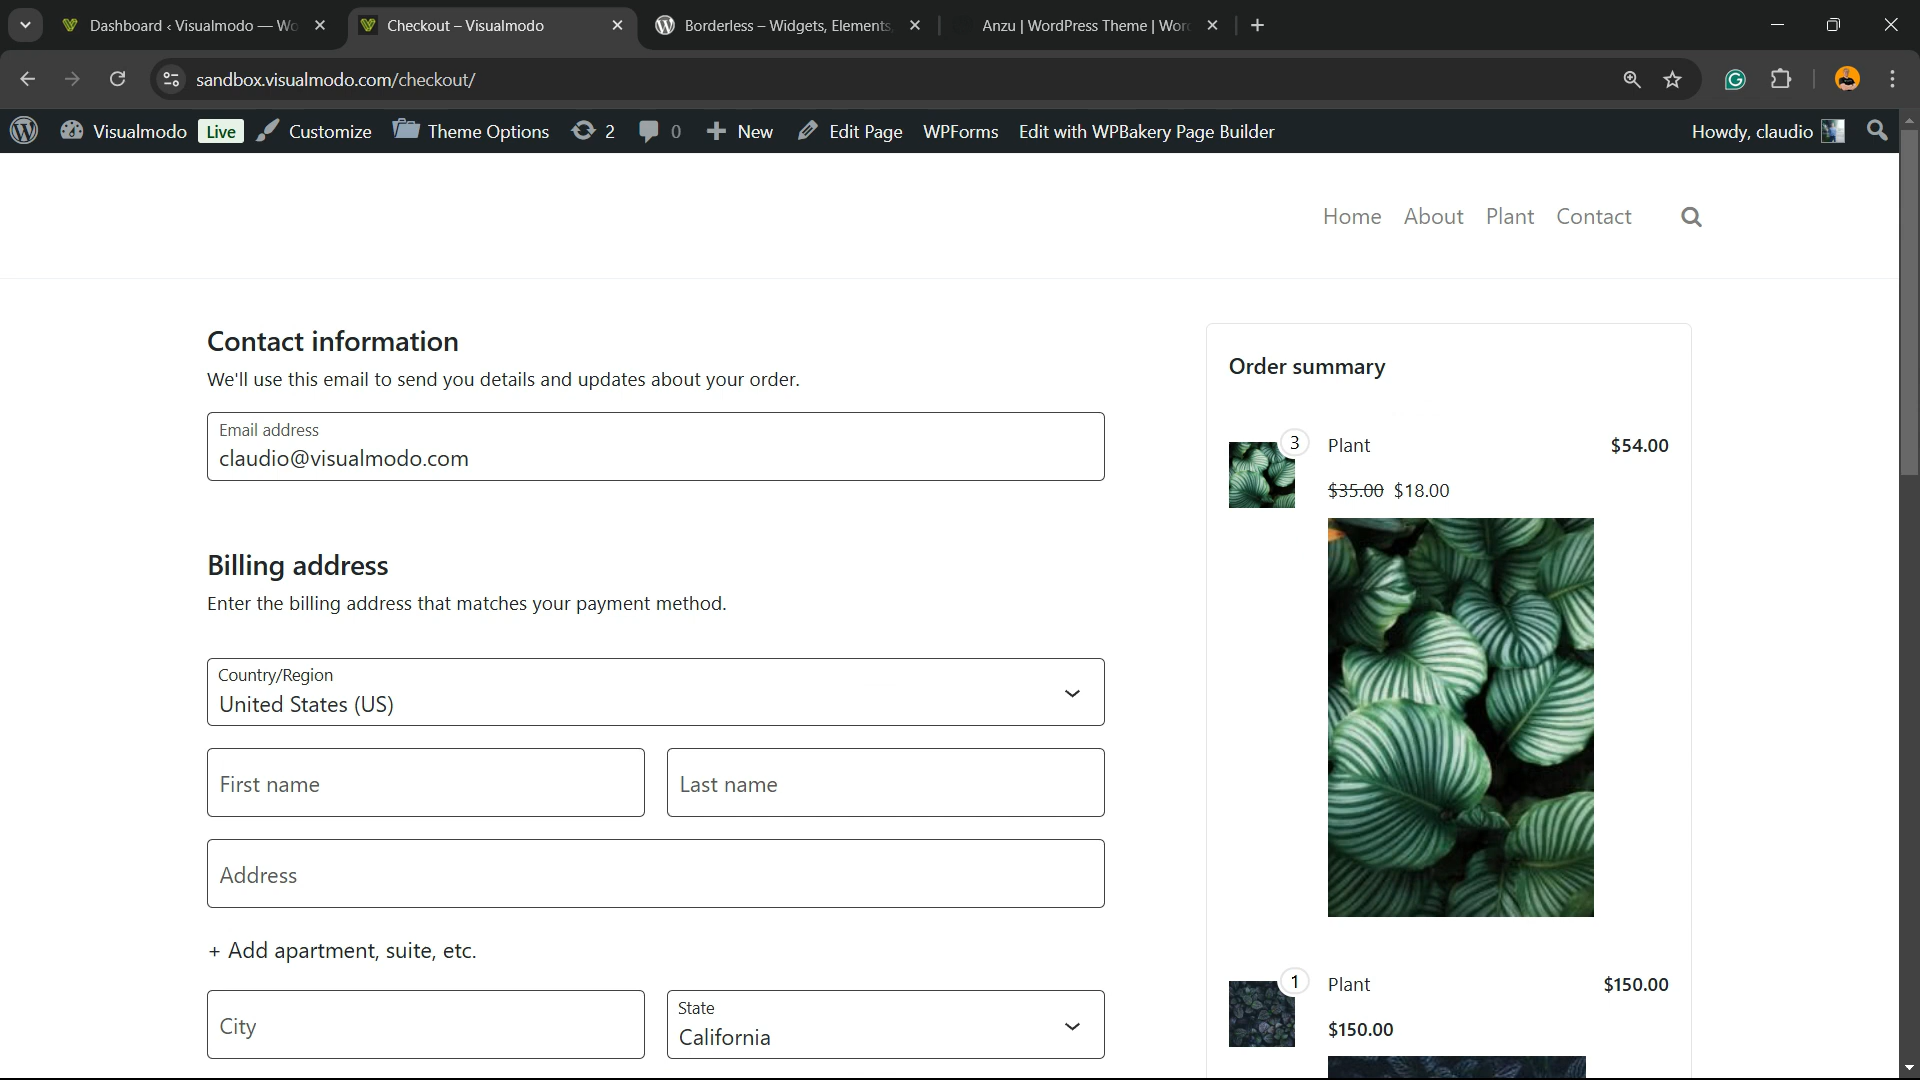 Dashboard ‹ Visualmodo — Wo
Checkout – Visualmodo
Borderless – Widgets, Elements,
Anzu | WordPress Theme | Word
sandbox.visualmodo.com/checkout/
Visualmodo
Live
Customize
Theme Options
2
0
New
Edit Page
WPForms
Edit with WPBakery Page Builder
Howdy, claudio
Home
About
Plant
Contact
Contact information
We'll use this email to send you details and updates about your order.
Email address
claudio@visualmodo.com
Billing address
Enter the billing address that matches your payment method.
Country/Region
United States (US)
First name
Last name
Address
+ Add apartment, suite, etc.
City
State
California
Order summary
3
Plant
$54.00
$35.00 $18.00
1
Plant
$150.00
$150.00